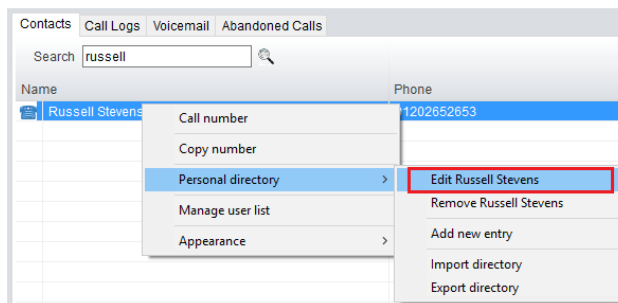 Contacts Call Logs Voicemail Abandoned Calls
Search russell
Name Phone
Russell Stevens 1202652653
Call number
Copy number
Personal directory
Edit Russell Stevens
Manage user list
Remove Russell Stevens
Appearance
Add new entry
Import directory
Export directory